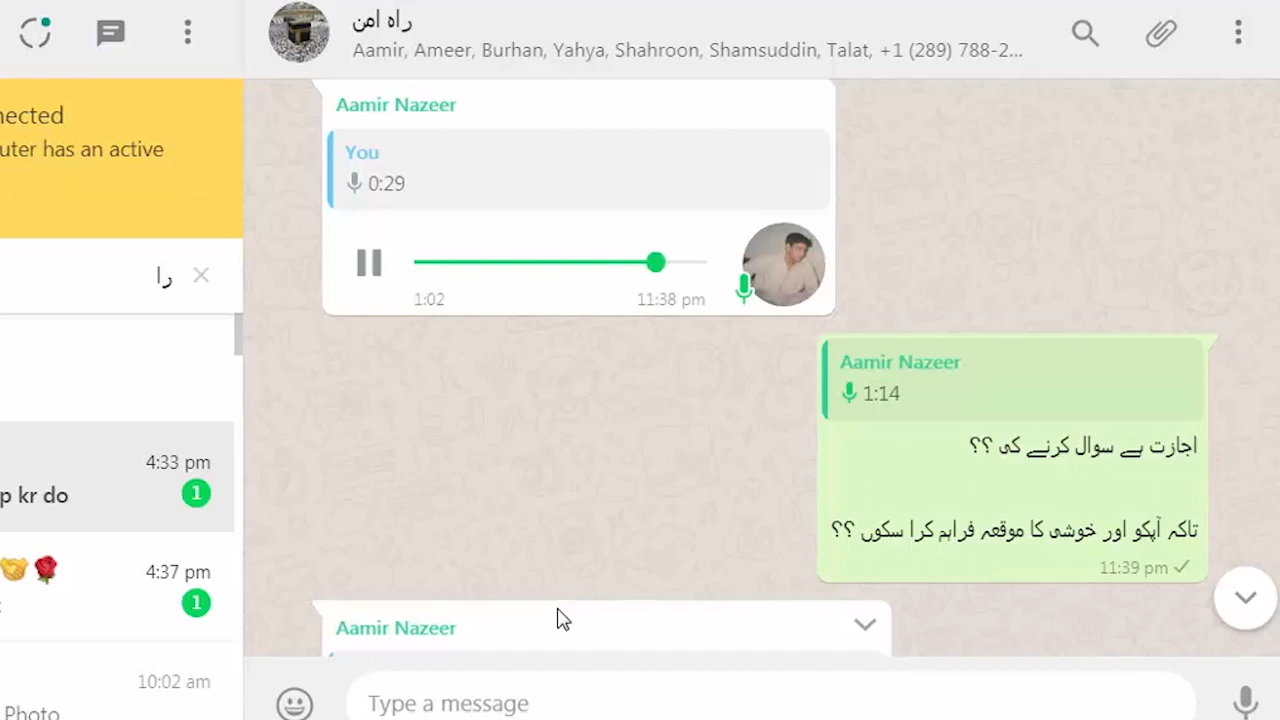 راہ امن
Aamir, Ameer, Burhan, Yahya, Shahroon, Shamsuddin, Talat, +1 (289) 788-2...
nected
uter has an active
را
4:33 pm
p kr do
1
4:37 pm
1
10:02 am
Photo
Aamir Nazeer
You
0:29
1:02
11:38 pm
Aamir Nazeer
1:14
اجازت ہے سوال کرنے کی ؟؟
تاکہ آپکو اور خوشی کا موقعہ فراہم کرا سکوں ؟؟
11:39 pm
Aamir Nazeer
Type a message